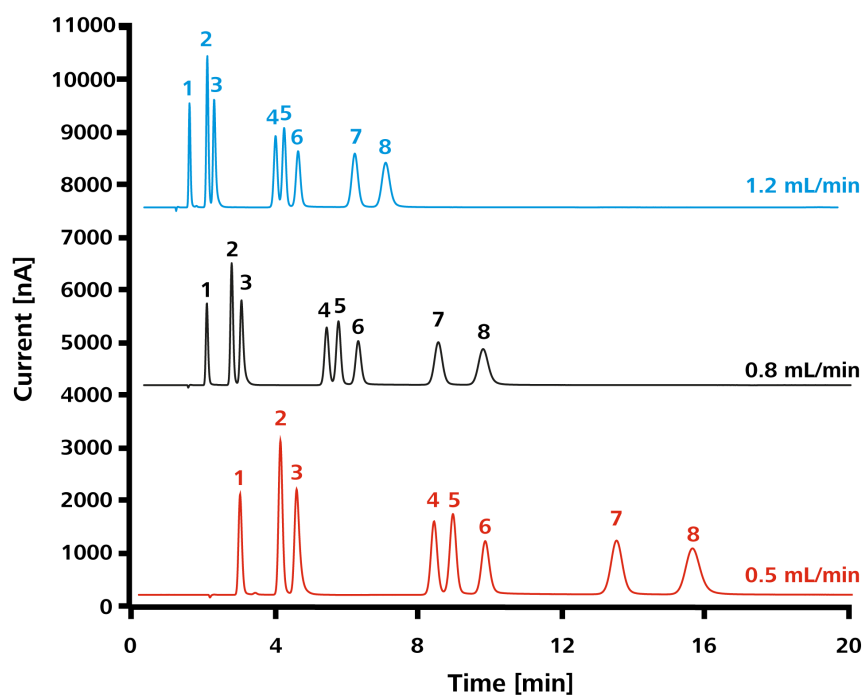 11000
10000
9000
8000
7000
6000
5000
4000
3000
2000
1000
0
Current [nA]
1 2 3 4 5 6 7 8
1.2 mL/min
1 2 3 4 5 6 7 8
0.8 mL/min
1 2 3 4 5 6 7 8
0.5 mL/min
0 4 8 12 16 20
Time [min]